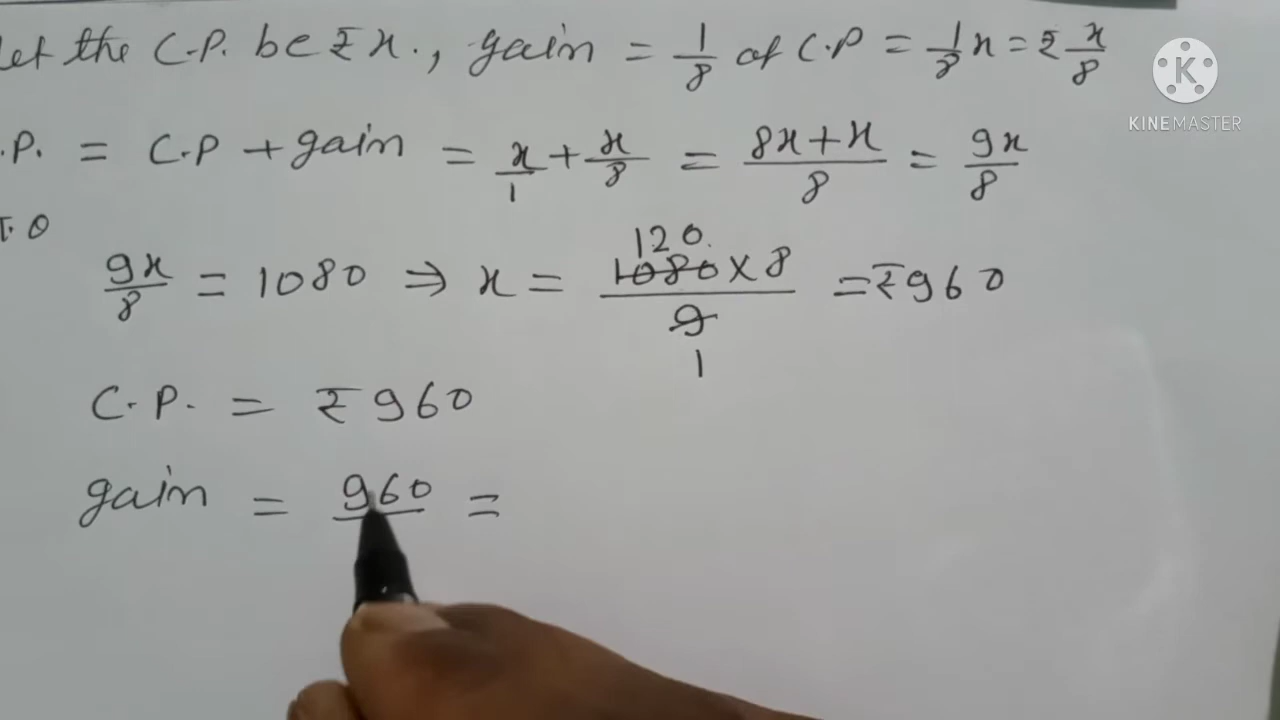 Let the C.P. be ₹ x., gain = 1/8 of C.P = 1/8 x = ₹ x/8
.P. = C.P + gain = x/1 + x/8 = 8x+x/8 = 9x/8
9x/8 = 1080 ⇒ x = 1080 × 8/9 = ₹960
120.
1
C.P. = ₹960
gain = 960 =
K
KINEMASTER